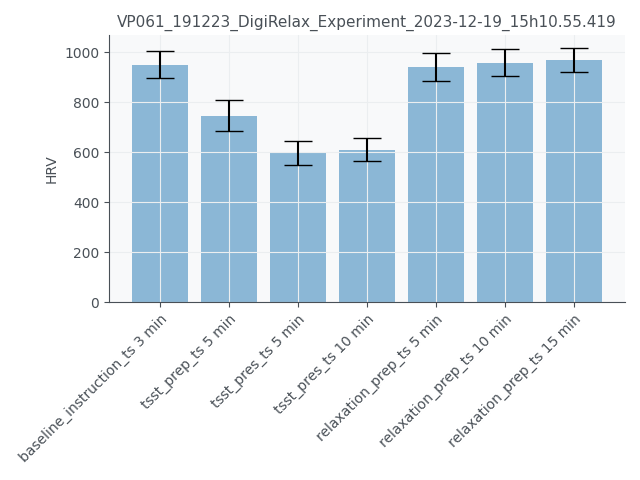 VP061_191223_DigiRelax_Experiment_2023-12-19_15h10.55.419
1000
800
600
400
200
0
HRV
baseline_instruction_ts 3 min
tsst_prep_ts 5 min
tsst_pres_ts 5 min
tsst_pres_ts 10 min
relaxation_prep_ts 5 min
relaxation_prep_ts 10 min
relaxation_prep_ts 15 min